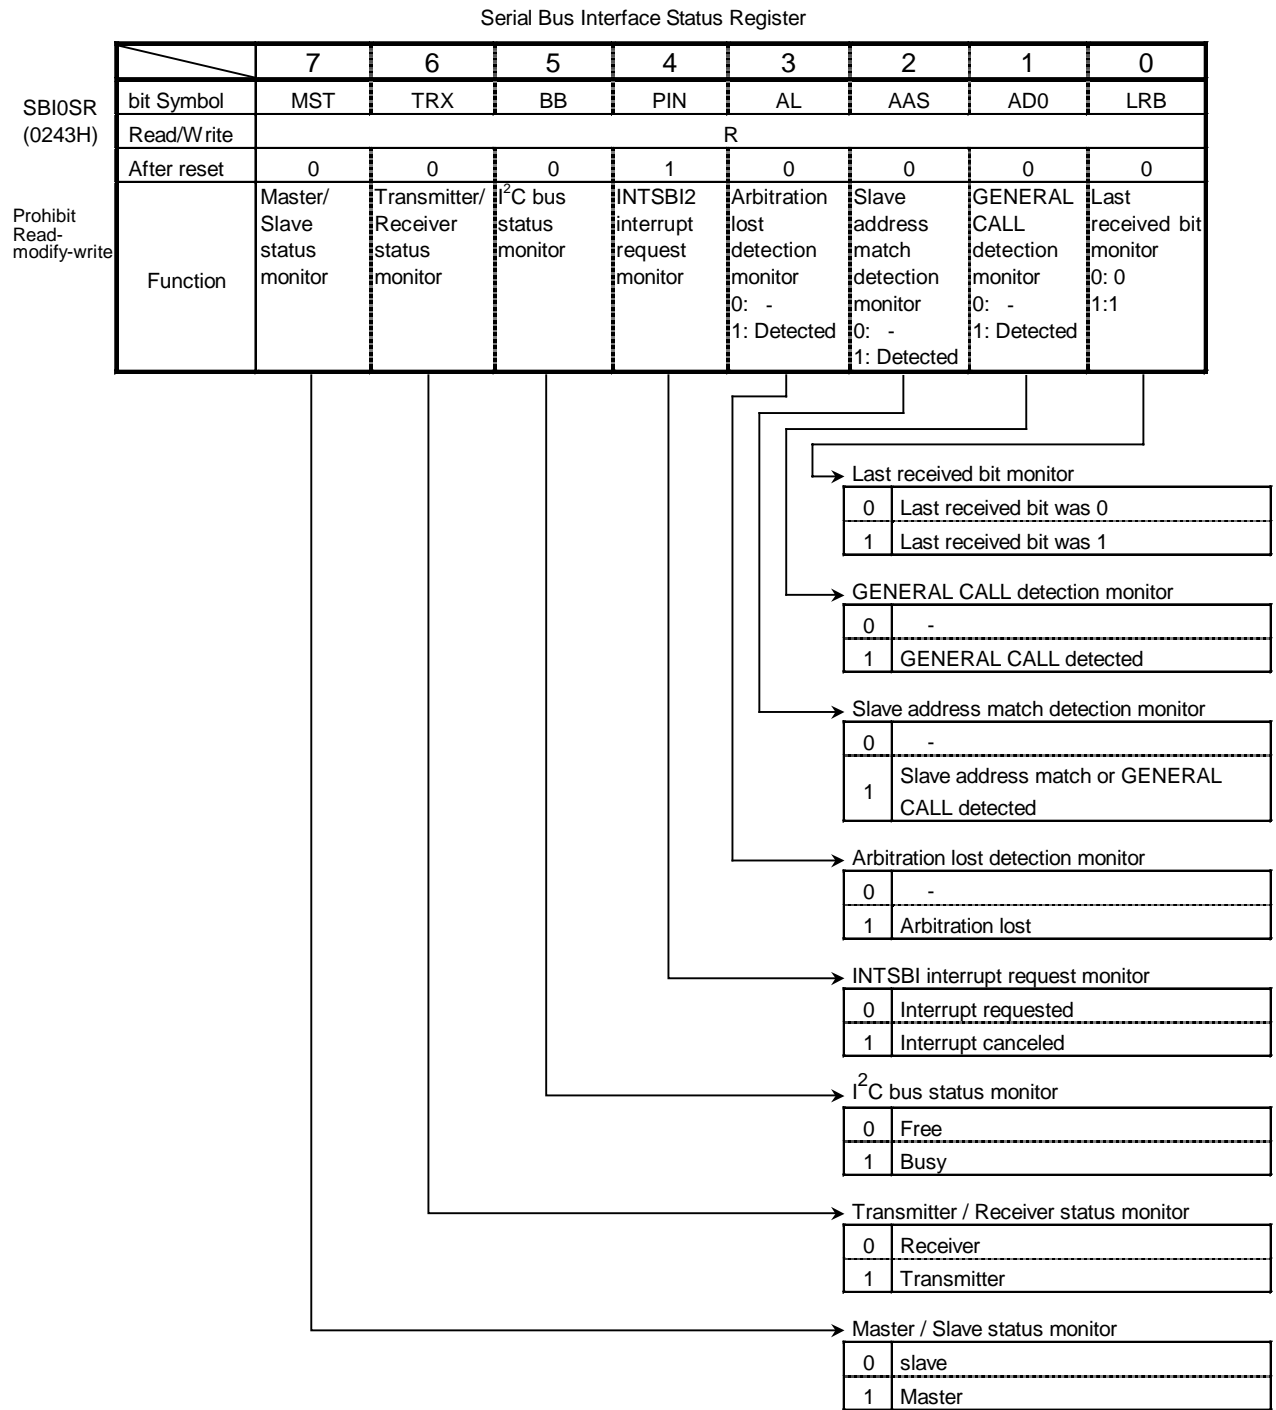 Serial Bus Interface Status Register
7 6 5 4 3 2 1 0
SBI0SR
(0243H)
Prohibit
Read-
modify-write
bit Symbol MST TRX BB PIN AL AAS AD0 LRB
Read/Write R
After reset 0 0 0 1 0 0 0 0
Function
Master/
Slave
status
monitor
Transmitter/
Receiver
status
monitor
I2C bus
status
monitor
INTSBI2
interrupt
request
monitor
Arbitration
lost
detection
monitor
0: -
1: Detected
Slave
address
match
detection
monitor
0: -
1: Detected
GENERAL
CALL
detection
monitor
0: -
1: Detected
Last
received bit
monitor
0: 0
1:1
Last received bit monitor
0 Last received bit was 0
1 Last received bit was 1
GENERAL CALL detection monitor
0 -
1 GENERAL CALL detected
Slave address match detection monitor
0 -
1 Slave address match or GENERAL
CALL detected
Arbitration lost detection monitor
0 -
1 Arbitration lost
INTSBI interrupt request monitor
0 Interrupt requested
1 Interrupt canceled
I2C bus status monitor
0 Free
1 Busy
Transmitter / Receiver status monitor
0 Receiver
1 Transmitter
Master / Slave status monitor
0 slave
1 Master